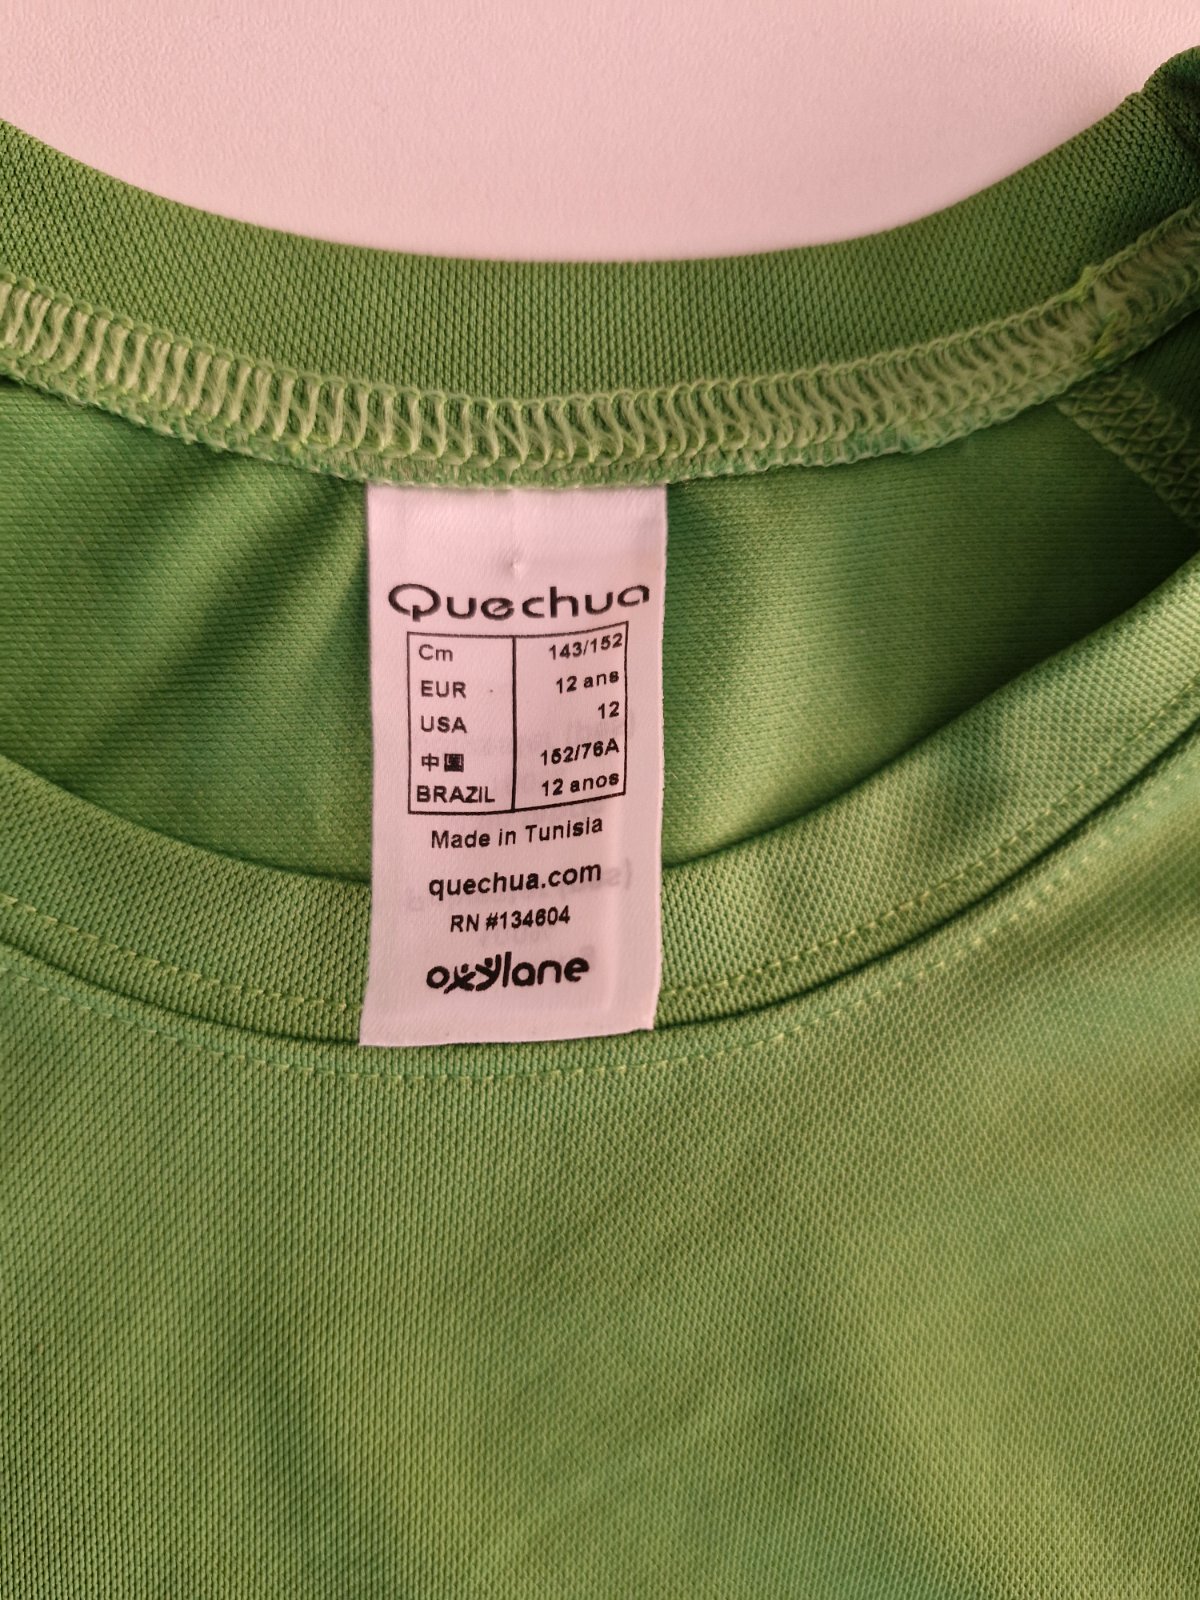 Quechua
Cm 143/152
EUR 12 ans
USA 12
中國 152/76A
BRAZIL 12 anos
Made in Tunisia
quechua.com
RN #134604
oxylane